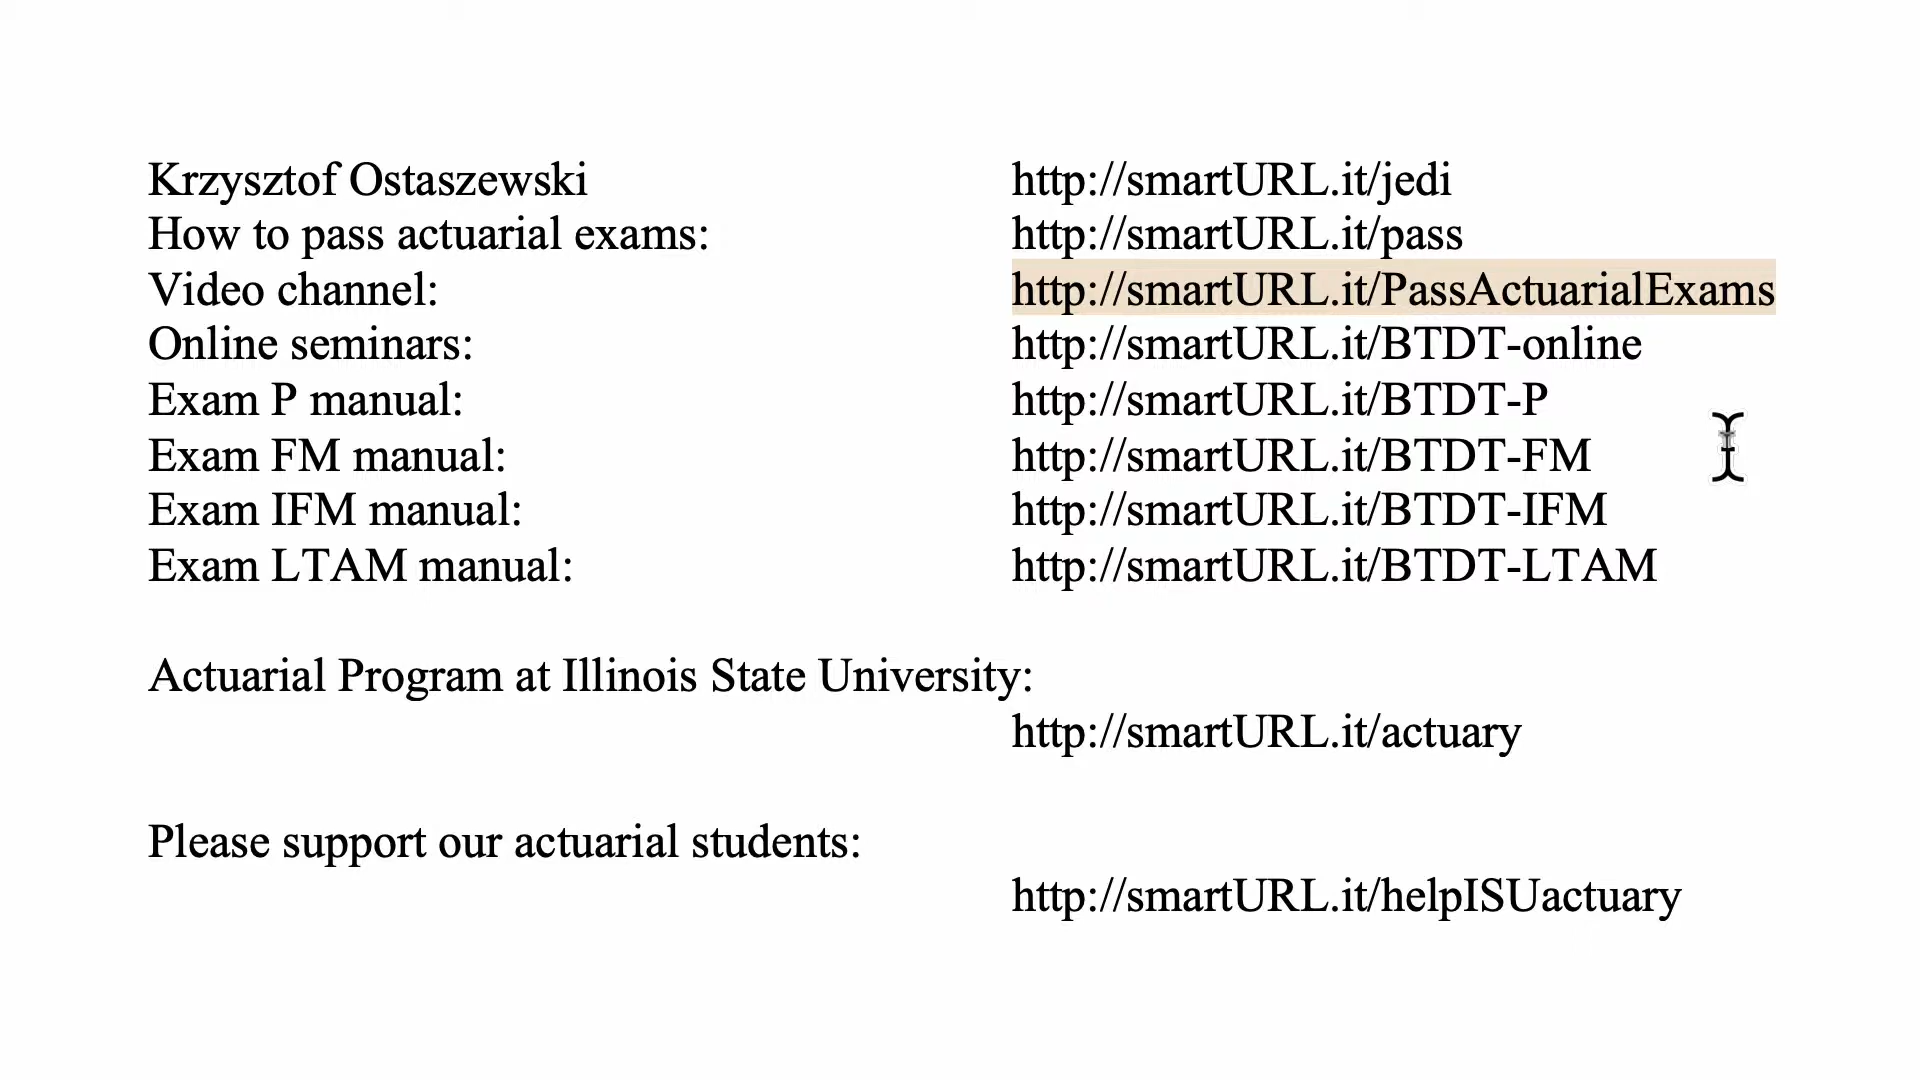 Krzysztof Ostaszewski http://smartURL.it/jedi
How to pass actuarial exams: http://smartURL.it/pass
Video channel: http://smartURL.it/PassActuarialExams
Online seminars: http://smartURL.it/BTDT-online
Exam P manual: http://smartURL.it/BTDT-P
Exam FM manual: http://smartURL.it/BTDT-FM
Exam IFM manual: http://smartURL.it/BTDT-IFM
Exam LTAM manual: http://smartURL.it/BTDT-LTAM
Actuarial Program at Illinois State University:
http://smartURL.it/actuary
Please support our actuarial students:
http://smartURL.it/helpISUactuary